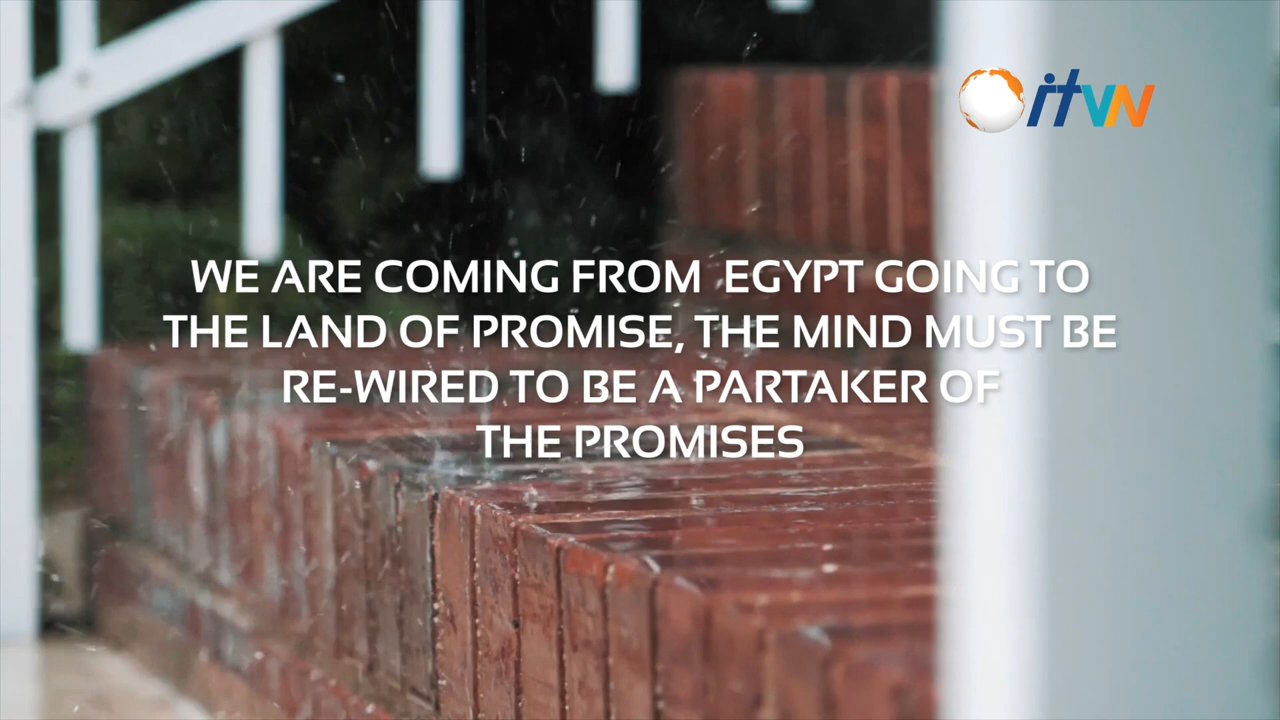 itvn
WE ARE COMING FROM EGYPT GOING TO
THE LAND OF PROMISE, THE MIND MUST BE
RE-WIRED TO BE A PARTAKER OF
THE PROMISES